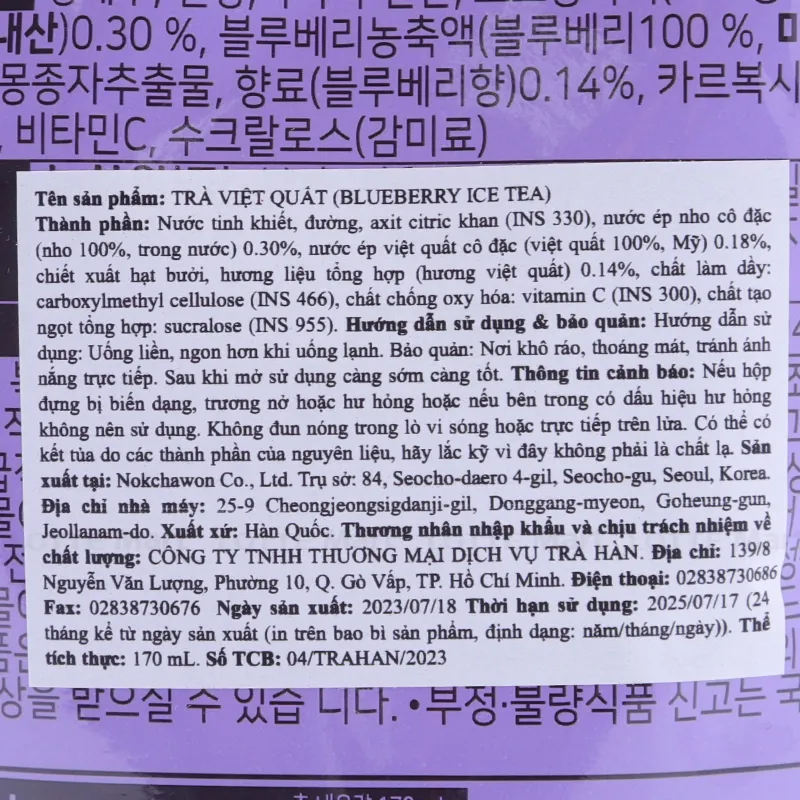 내산)0.30 %, 블루베리농축액(블루베리100 %, 미
몽종자추출물, 향료(블루베리향)0.14%, 카르복시
, 비타민C, 수크랄로스(감미료)
Tên sản phẩm: TRÀ VIỆT QUẤT (BLUEBERRY ICE TEA)
Thành phần: Nước tinh khiết, đường, axit citric khan (INS 330), nước ép nho cô đặc
(nho 100%, trong nước) 0.30%, nước ép việt quất cô đặc (việt quất 100%, Mỹ) 0.18%,
chiết xuất hạt bưởi, hương liệu tổng hợp (hương việt quất) 0.14%, chất làm dầy:
carboxylmethyl cellulose (INS 466), chất chống oxy hóa: vitamin C (INS 300), chất tạo
ngọt tổng hợp: sucralose (INS 955). Hướng dẫn sử dụng & bảo quản: Hướng dẫn sử
dụng: Uống liền, ngon hơn khi uống lạnh. Bảo quản: Nơi khô ráo, thoáng mát, tránh ánh
nắng trực tiếp. Sau khi mở sử dụng càng sớm càng tốt. Thông tin cảnh báo: Nếu hộp
đựng bị biến dạng, trương nở hoặc hư hỏng hoặc nếu bên trong có dấu hiệu hư hỏng
không nên sử dụng. Không đun nóng trong lò vi sóng hoặc trực tiếp trên lửa. Có thể có
kết tủa do các thành phần của nguyên liệu, hãy lắc kỹ vì đây không phải là chất lạ. Sản
xuất tại: Nokchawon Co., Ltd. Trụ sở: 84, Seocho-daero 4-gil, Seocho-gu, Seoul, Korea.
Địa chỉ nhà máy: 25-9 Cheongjeongsigdanji-gil, Donggang-myeon, Goheung-gun,
Jeollanam-do. Xuất xứ: Hàn Quốc. Thương nhân nhập khẩu và chịu trách nhiệm về
chất lượng: CÔNG TY TNHH THƯƠNG MẠI DỊCH VỤ TRÀ HÀN. Địa chỉ: 139/8
Nguyễn Văn Lượng, Phường 10, Q. Gò Vấp, TP. Hồ Chí Minh. Điện thoại: 02838730686
Fax: 02838730676 Ngày sản xuất: 2023/07/18 Thời hạn sử dụng: 2025/07/17 (24
tháng kể từ ngày sản xuất (in trên bao bì sản phẩm, định dạng: năm/tháng/ngày)). Thể
tích thực: 170 mL. Số TCB: 04/TRAHAN/2023
상을 받으실 수 있습 니다. •부정·불량식품 신고는 국